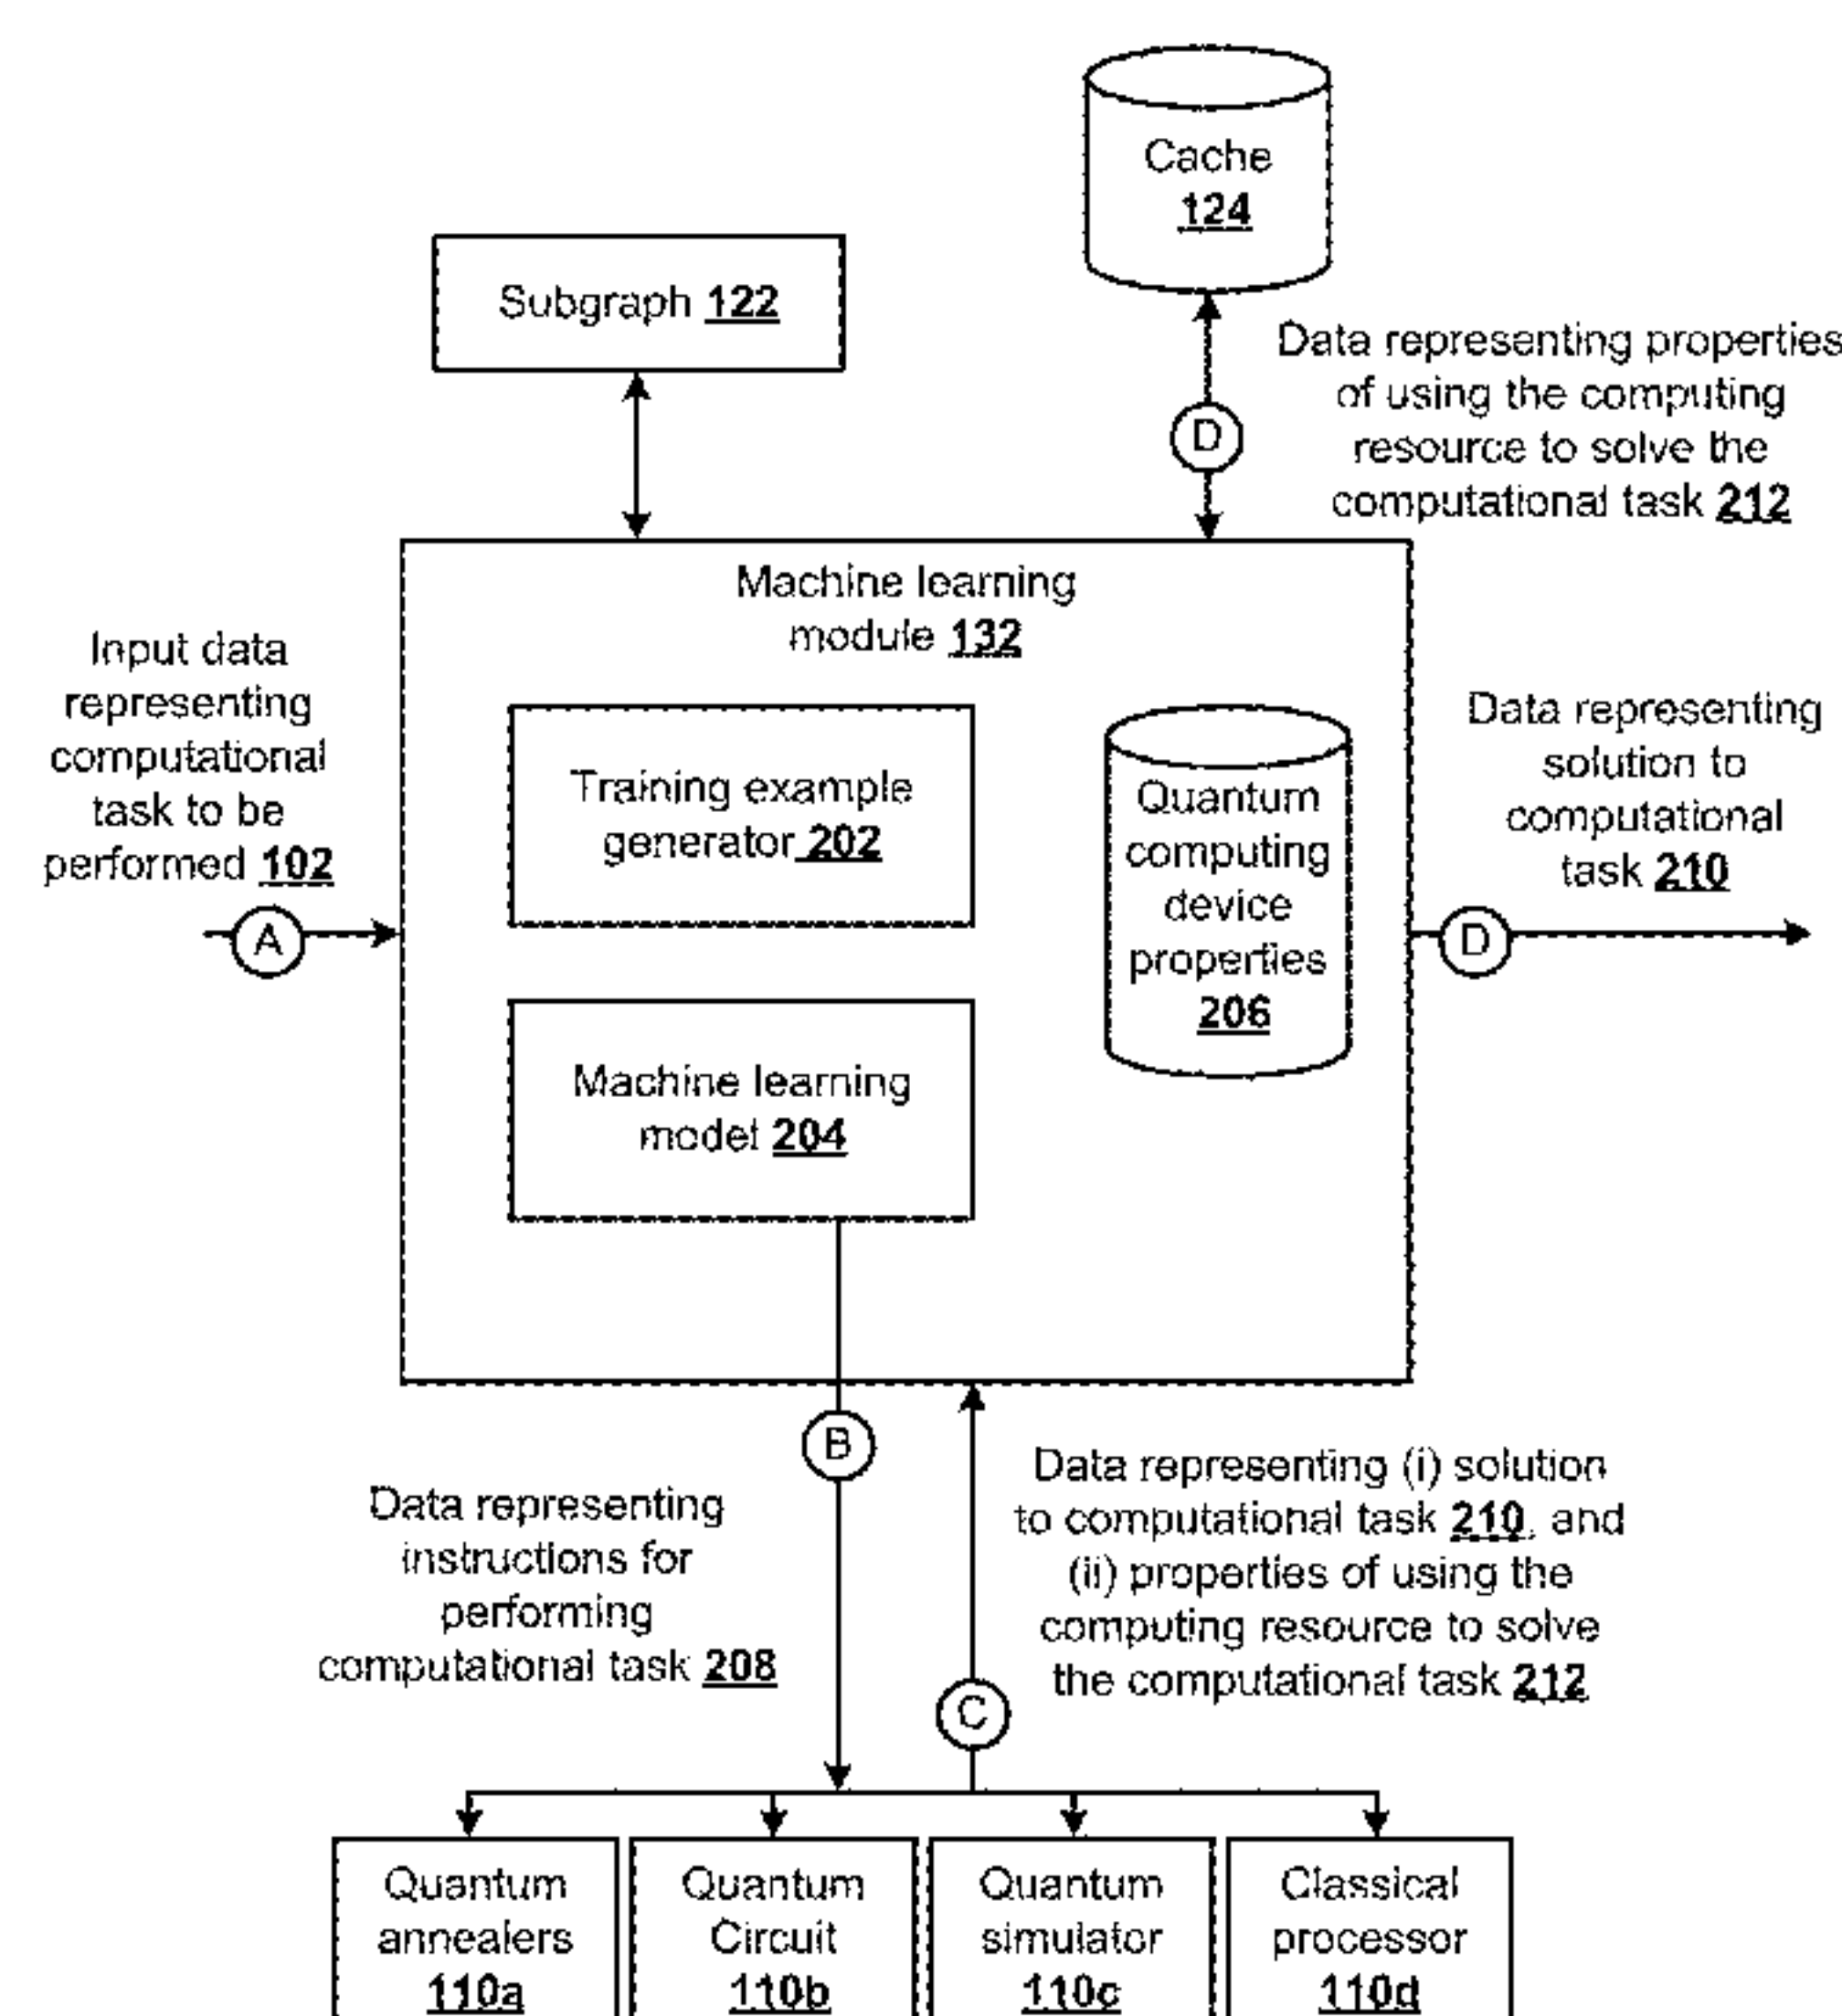 Cache
124
Subgraph 122
Data representing properties
of using the computing
resource to solve the
computational task 212
D
Machine learning
module 132
Input data
representing
computational
task to be
performed 102
A
Training example
generator 202
Quantum
computing
device
properties
206
Data representing
solution to
computational
task 210
D
Machine learning
model 204
B
Data representing
instructions for
performing
computational task 208
Data representing (i) solution
to computational task 210, and
(ii) properties of using the
computing resource to solve
the computational task 212
C
Quantum
annealers
110a
Quantum
Circuit
110b
Quantum
simulator
110c
Classical
processor
110d